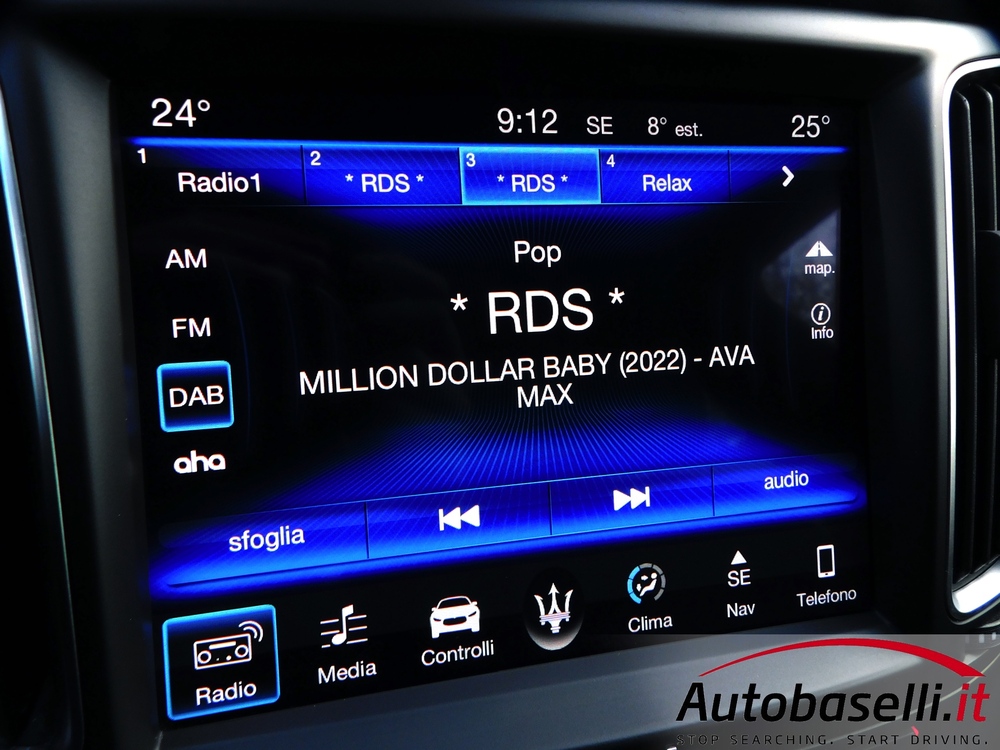 24° 9:12 SE 8° est. 25°
1 Radio1 2 * RDS * 3 * RDS * 4 Relax
AM
FM
DAB
aha
Pop
* RDS *
MILLION DOLLAR BABY (2022) - AVA
MAX
map.
Info
sfoglia audio
Radio Media Controlli Clima SE Nav Telefono
Autobaselli.it
STOP SEARCHING. START DRIVING.